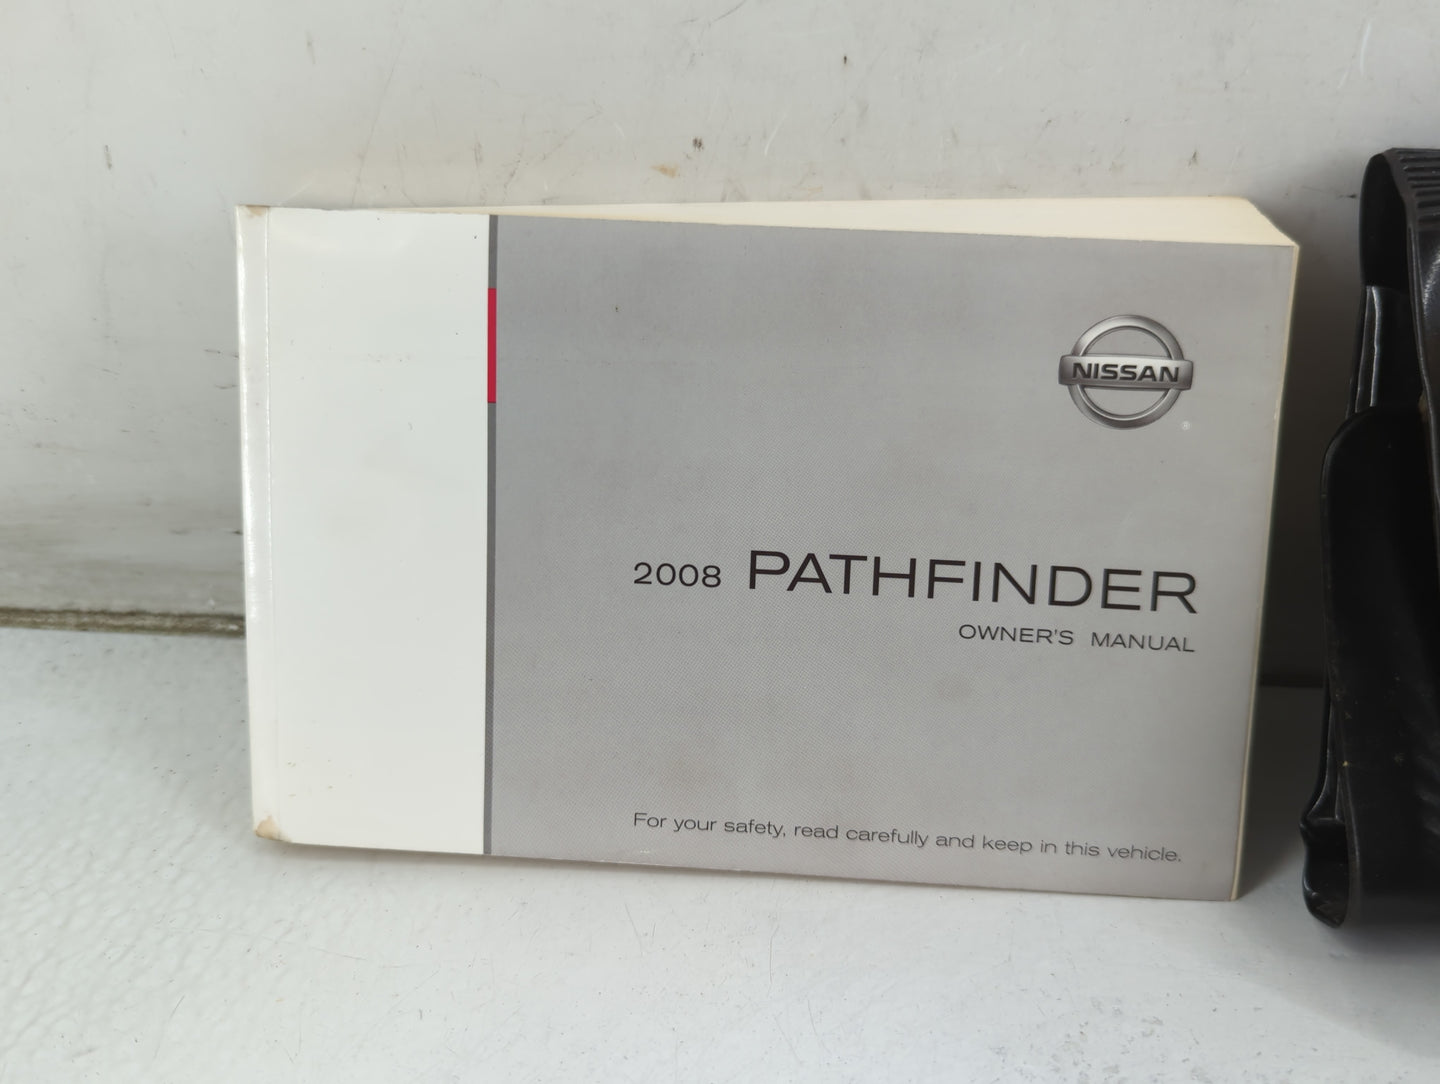 NISSAN
®
2008 PATHFINDER
OWNER'S MANUAL
For your safety, read carefully and keep in this vehicle.